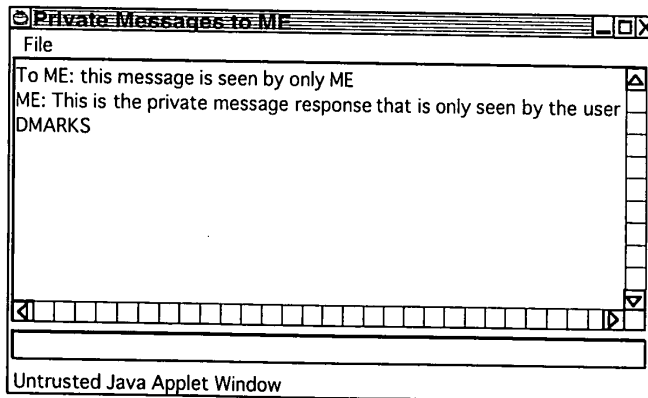 Private Messages to ME
File
To ME: this message is seen by only ME
ME: This is the private message response that is only seen by the user
DMARKS
Untrusted Java Applet Window